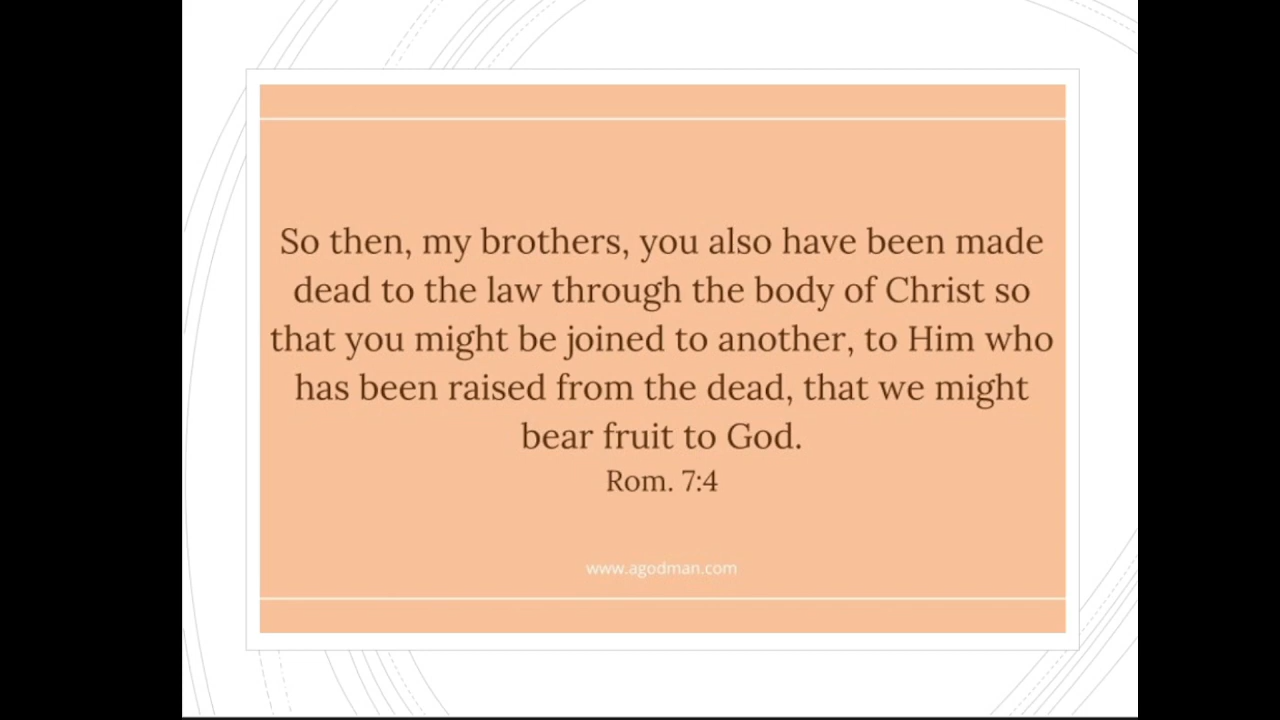 So then, my brothers, you also have been made
dead to the law through the body of Christ so
that you might be joined to another, to Him who
has been raised from the dead, that we might
bear fruit to God.
Rom. 7:4
www.agodman.com